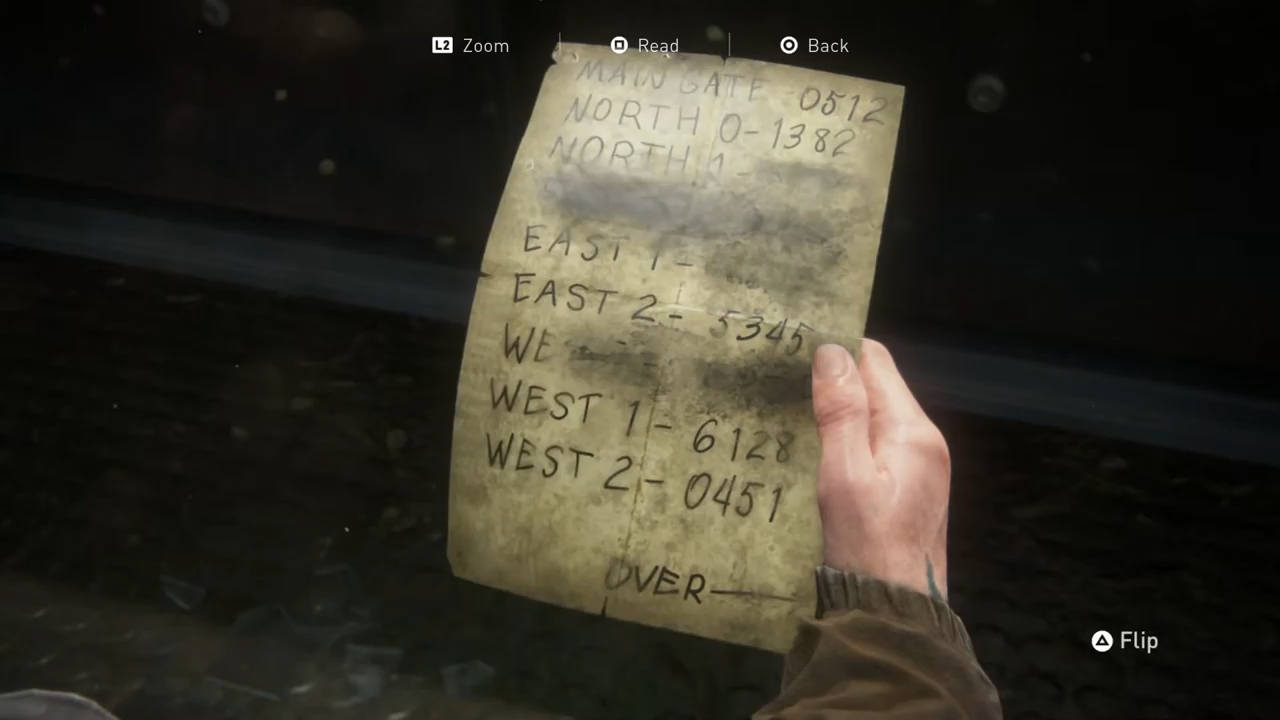 L2 Zoom
Read
Back
MAIN GATE 0512
NORTH 0- 1382
NORTH 1 -
EAST 1 -
EAST 2 - 5345
WE
WEST 1 - 6128
WEST 2 - 0451
OVER
Flip